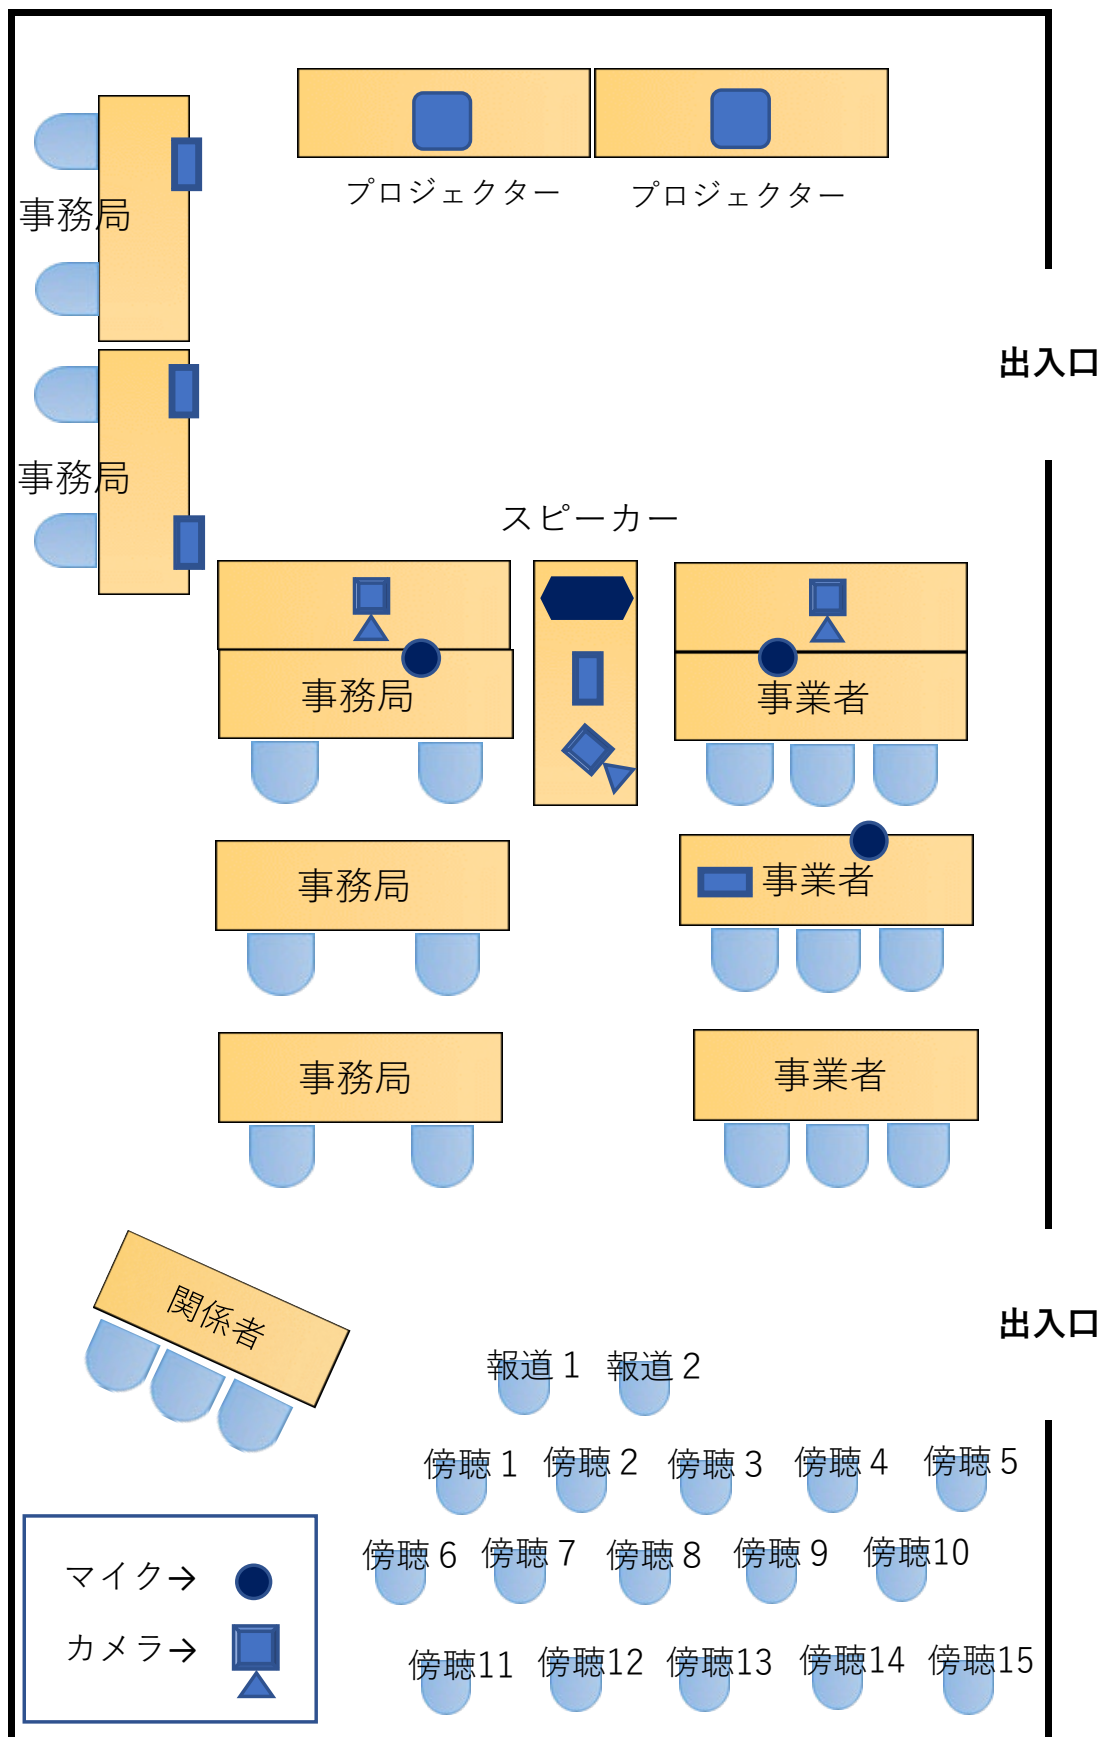 プロジェクター
プロジェクター
事務局
出入口
事務局
スピーカー
事務局
事業者
事務局
事業者
事務局
事業者
関係者
出入口
報道１
報道２
傍聴１
傍聴２
傍聴３
傍聴４
傍聴５
傍聴６
傍聴７
傍聴８
傍聴９
傍聴10
マイク→
カメラ→
傍聴11
傍聴12
傍聴13
傍聴14
傍聴15